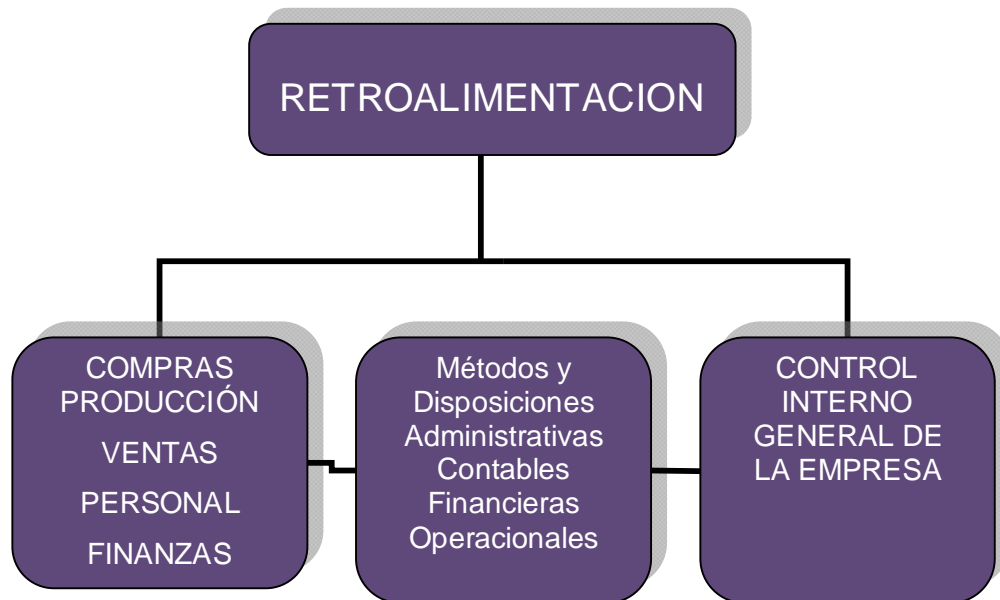 RETROALIMENTACION
COMPRAS
PRODUCCIÓN
VENTAS
PERSONAL
FINANZAS
Métodos y
Disposiciones
Administrativas
Contables
Financieras
Operacionales
CONTROL
INTERNO
GENERAL DE
LA EMPRESA